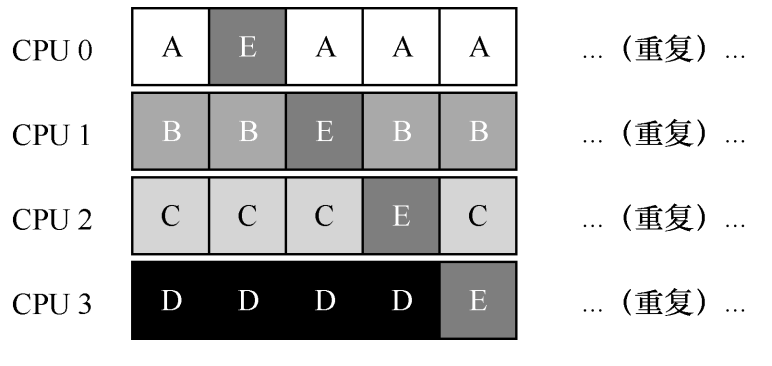 CPU 0 A E A A A … （重复） …
CPU 1 B B E B B … （重复） …
CPU 2 C C C E C … （重复） …
CPU 3 D D D D E … （重复） …